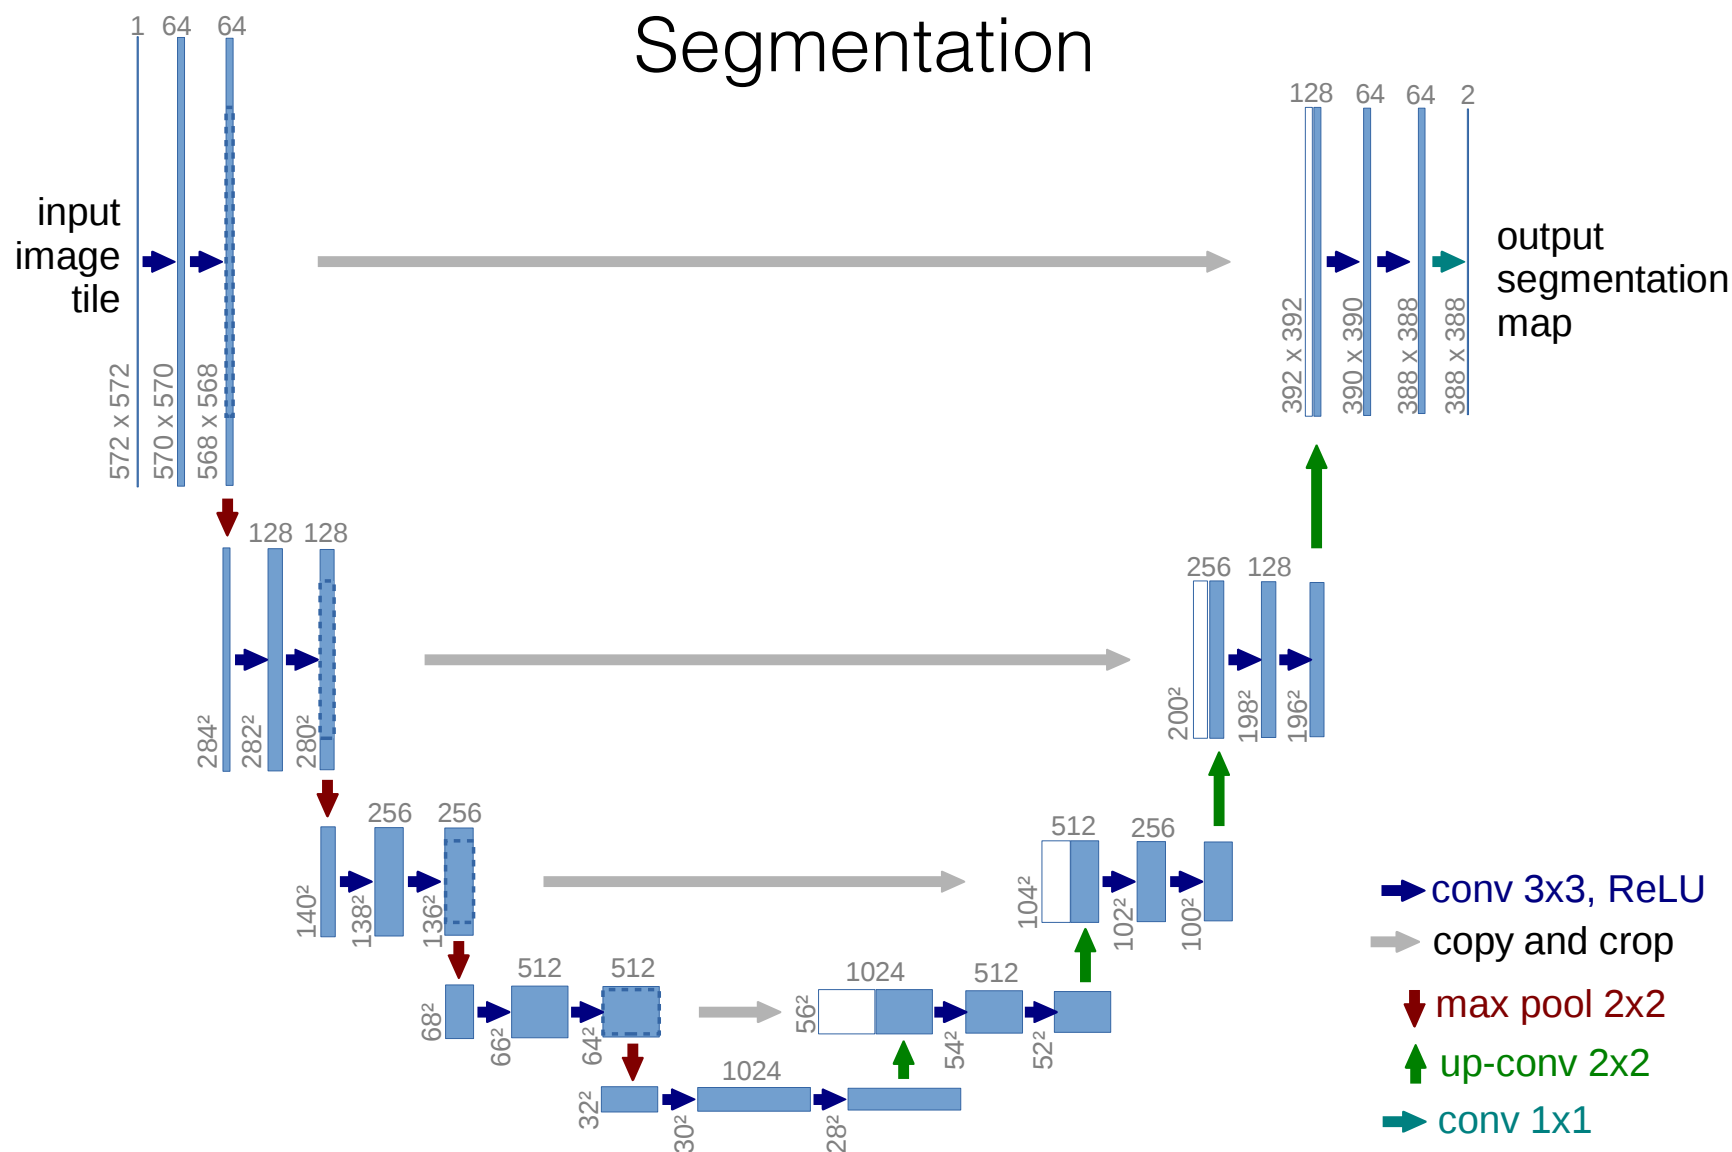 Segmentation
1 64 64
input
image
tile
572 x 572
570 x 570
568 x 568
128 64 64 2
output
segmentation
map
392 x 392
390 x 390
388 x 388
388 x 388
128 128
284²
282²
280²
256 128
200²
198²
196²
256 256
140²
138²
136²
512 256
104²
102²
100²
512 512
68²
66²
64²
1024 512
56²
54²
52²
1024
32²
30²
28²
conv 3x3, ReLU
copy and crop
max pool 2x2
up-conv 2x2
conv 1x1